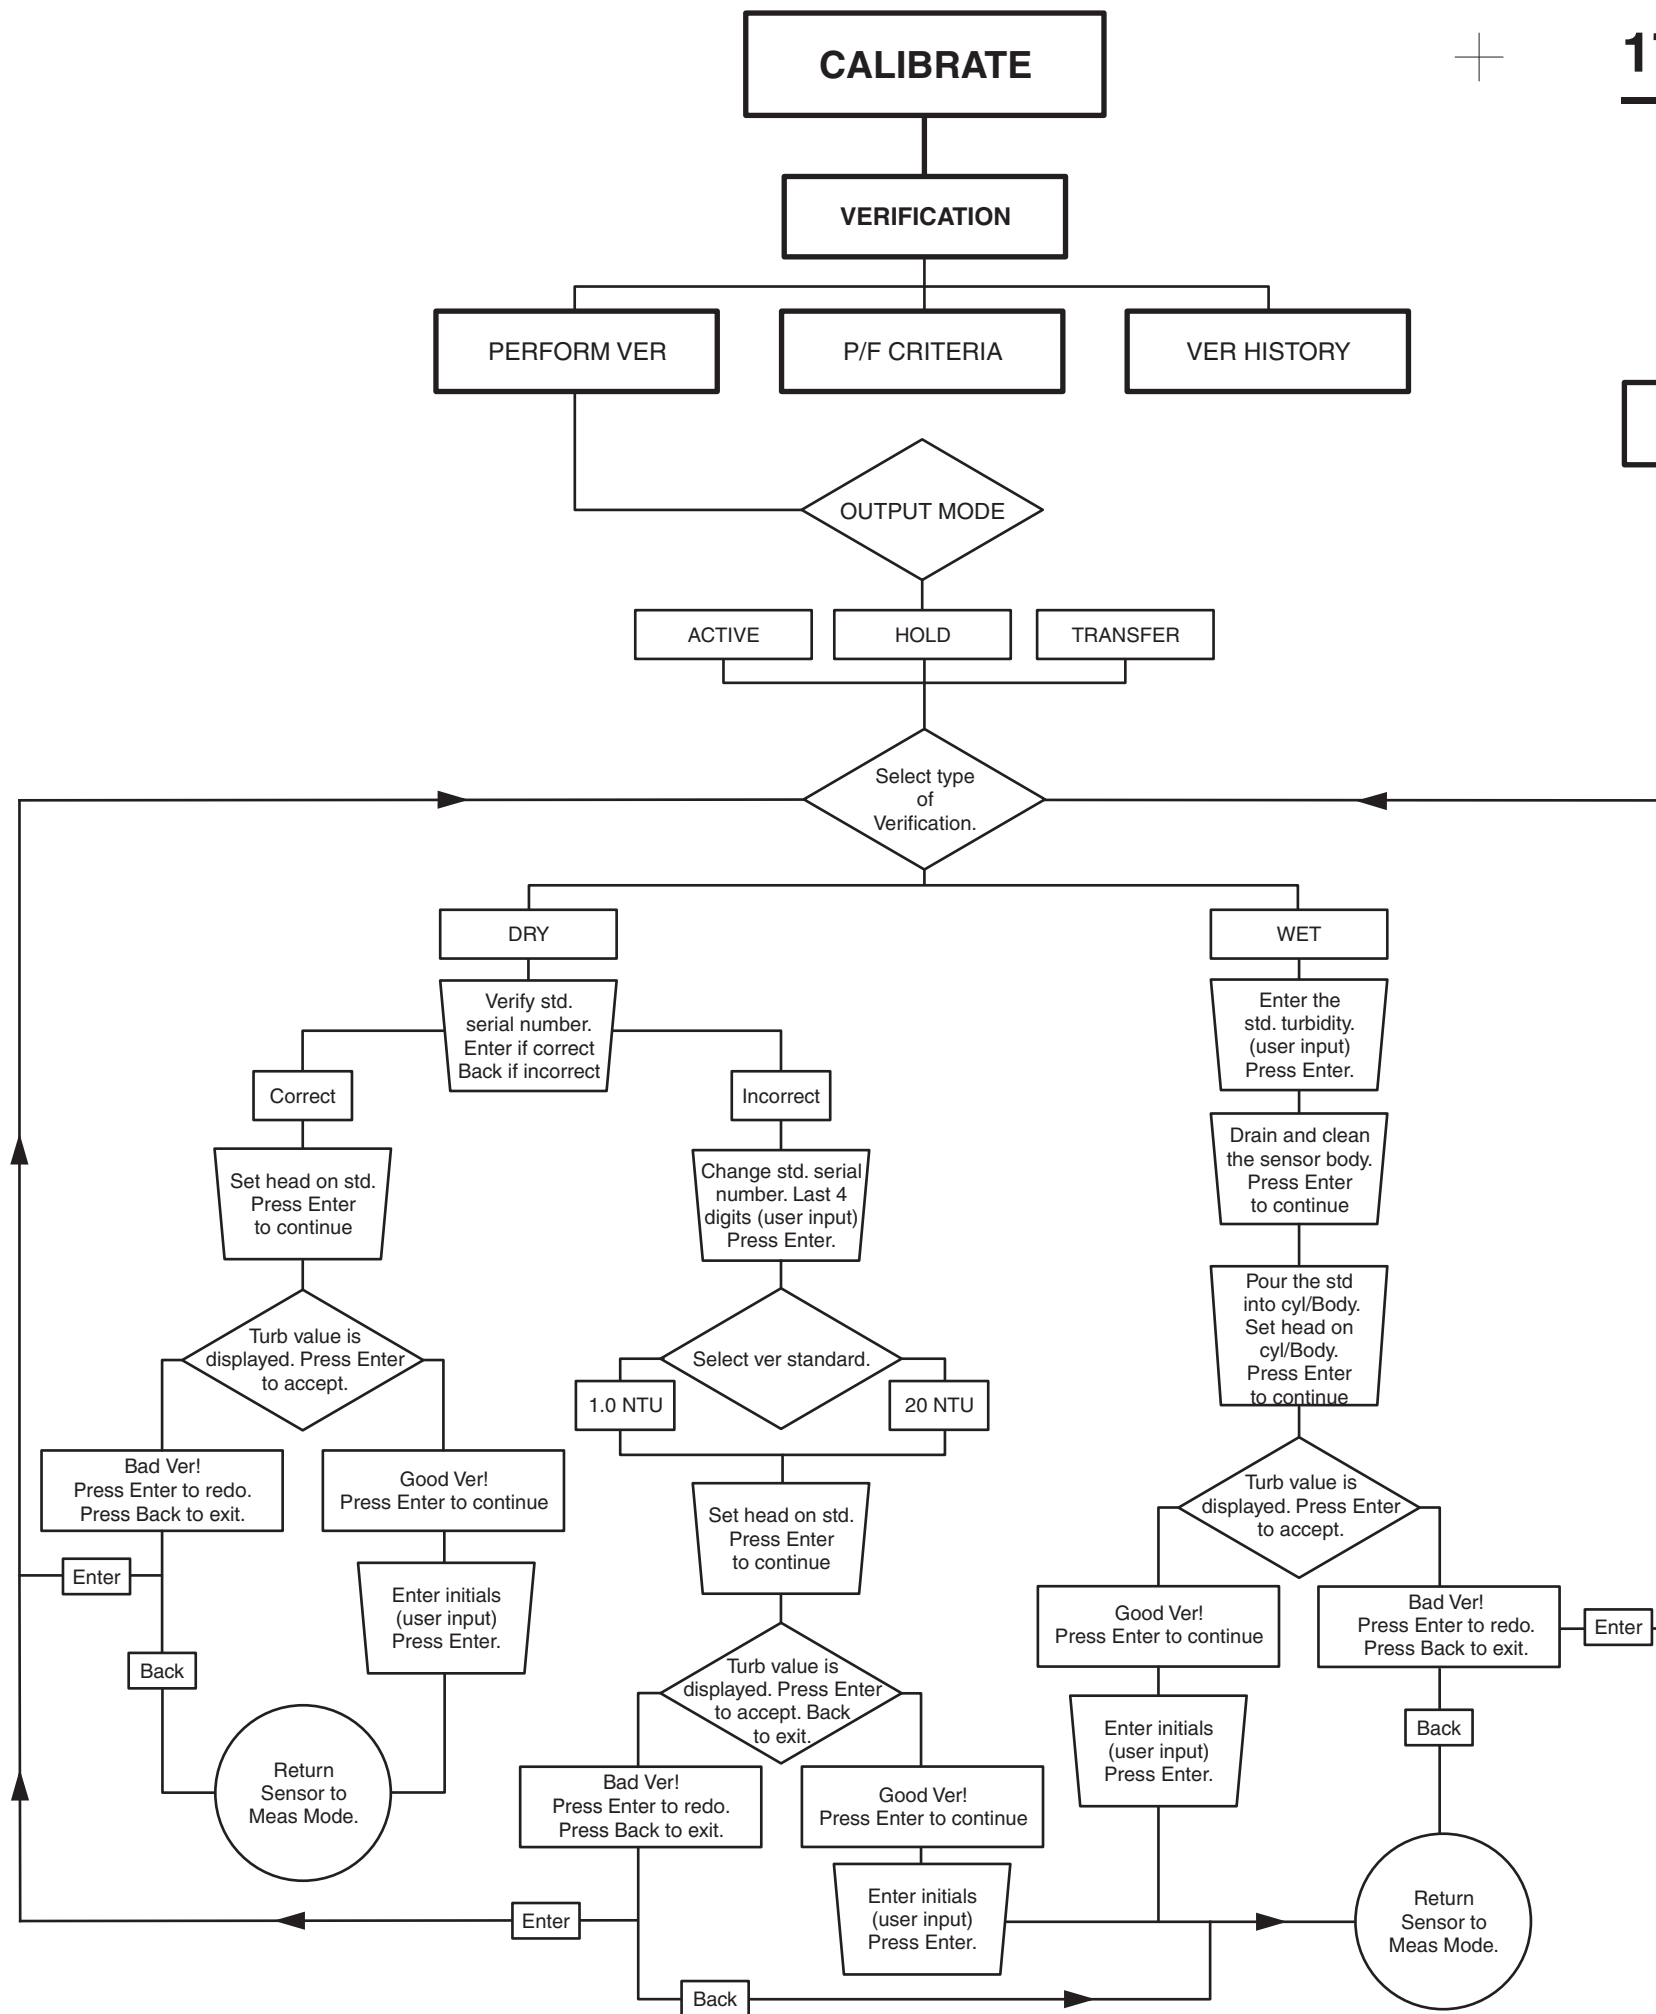 CALIBRATE
VERIFICATION
PERFORM VER
P/F CRITERIA
VER HISTORY
OUTPUT MODE
ACTIVE
HOLD
TRANSFER
Select type
of
Verification.
DRY
WET
Verify std.
serial number.
Enter if correct
Back if incorrect
Correct
Incorrect
Set head on std.
Press Enter
to continue
Turb value is
displayed. Press Enter
to accept.
Bad Ver!
Press Enter to redo.
Press Back to exit.
Good Ver!
Press Enter to continue
Enter
Back
Enter initials
(user input)
Press Enter.
Return
Sensor to
Meas Mode.
Change std. serial
number. Last 4
digits (user input)
Press Enter.
Select ver standard.
1.0 NTU
20 NTU
Set head on std.
Press Enter
to continue
Turb value is
displayed. Press Enter
to accept. Back
to exit.
Bad Ver!
Press Enter to redo.
Press Back to exit.
Good Ver!
Press Enter to continue
Enter
Back
Enter initials
(user input)
Press Enter.
Enter the
std. turbidity.
(user input)
Press Enter.
Drain and clean
the sensor body.
Press Enter
to continue
Pour the std
into cyl/Body.
Set head on
cyl/Body.
Press Enter
to continue
Turb value is
displayed. Press Enter
to accept.
Good Ver!
Press Enter to continue
Bad Ver!
Press Enter to redo.
Press Back to exit.
Enter
Enter initials
(user input)
Press Enter.
Back
Return
Sensor to
Meas Mode.